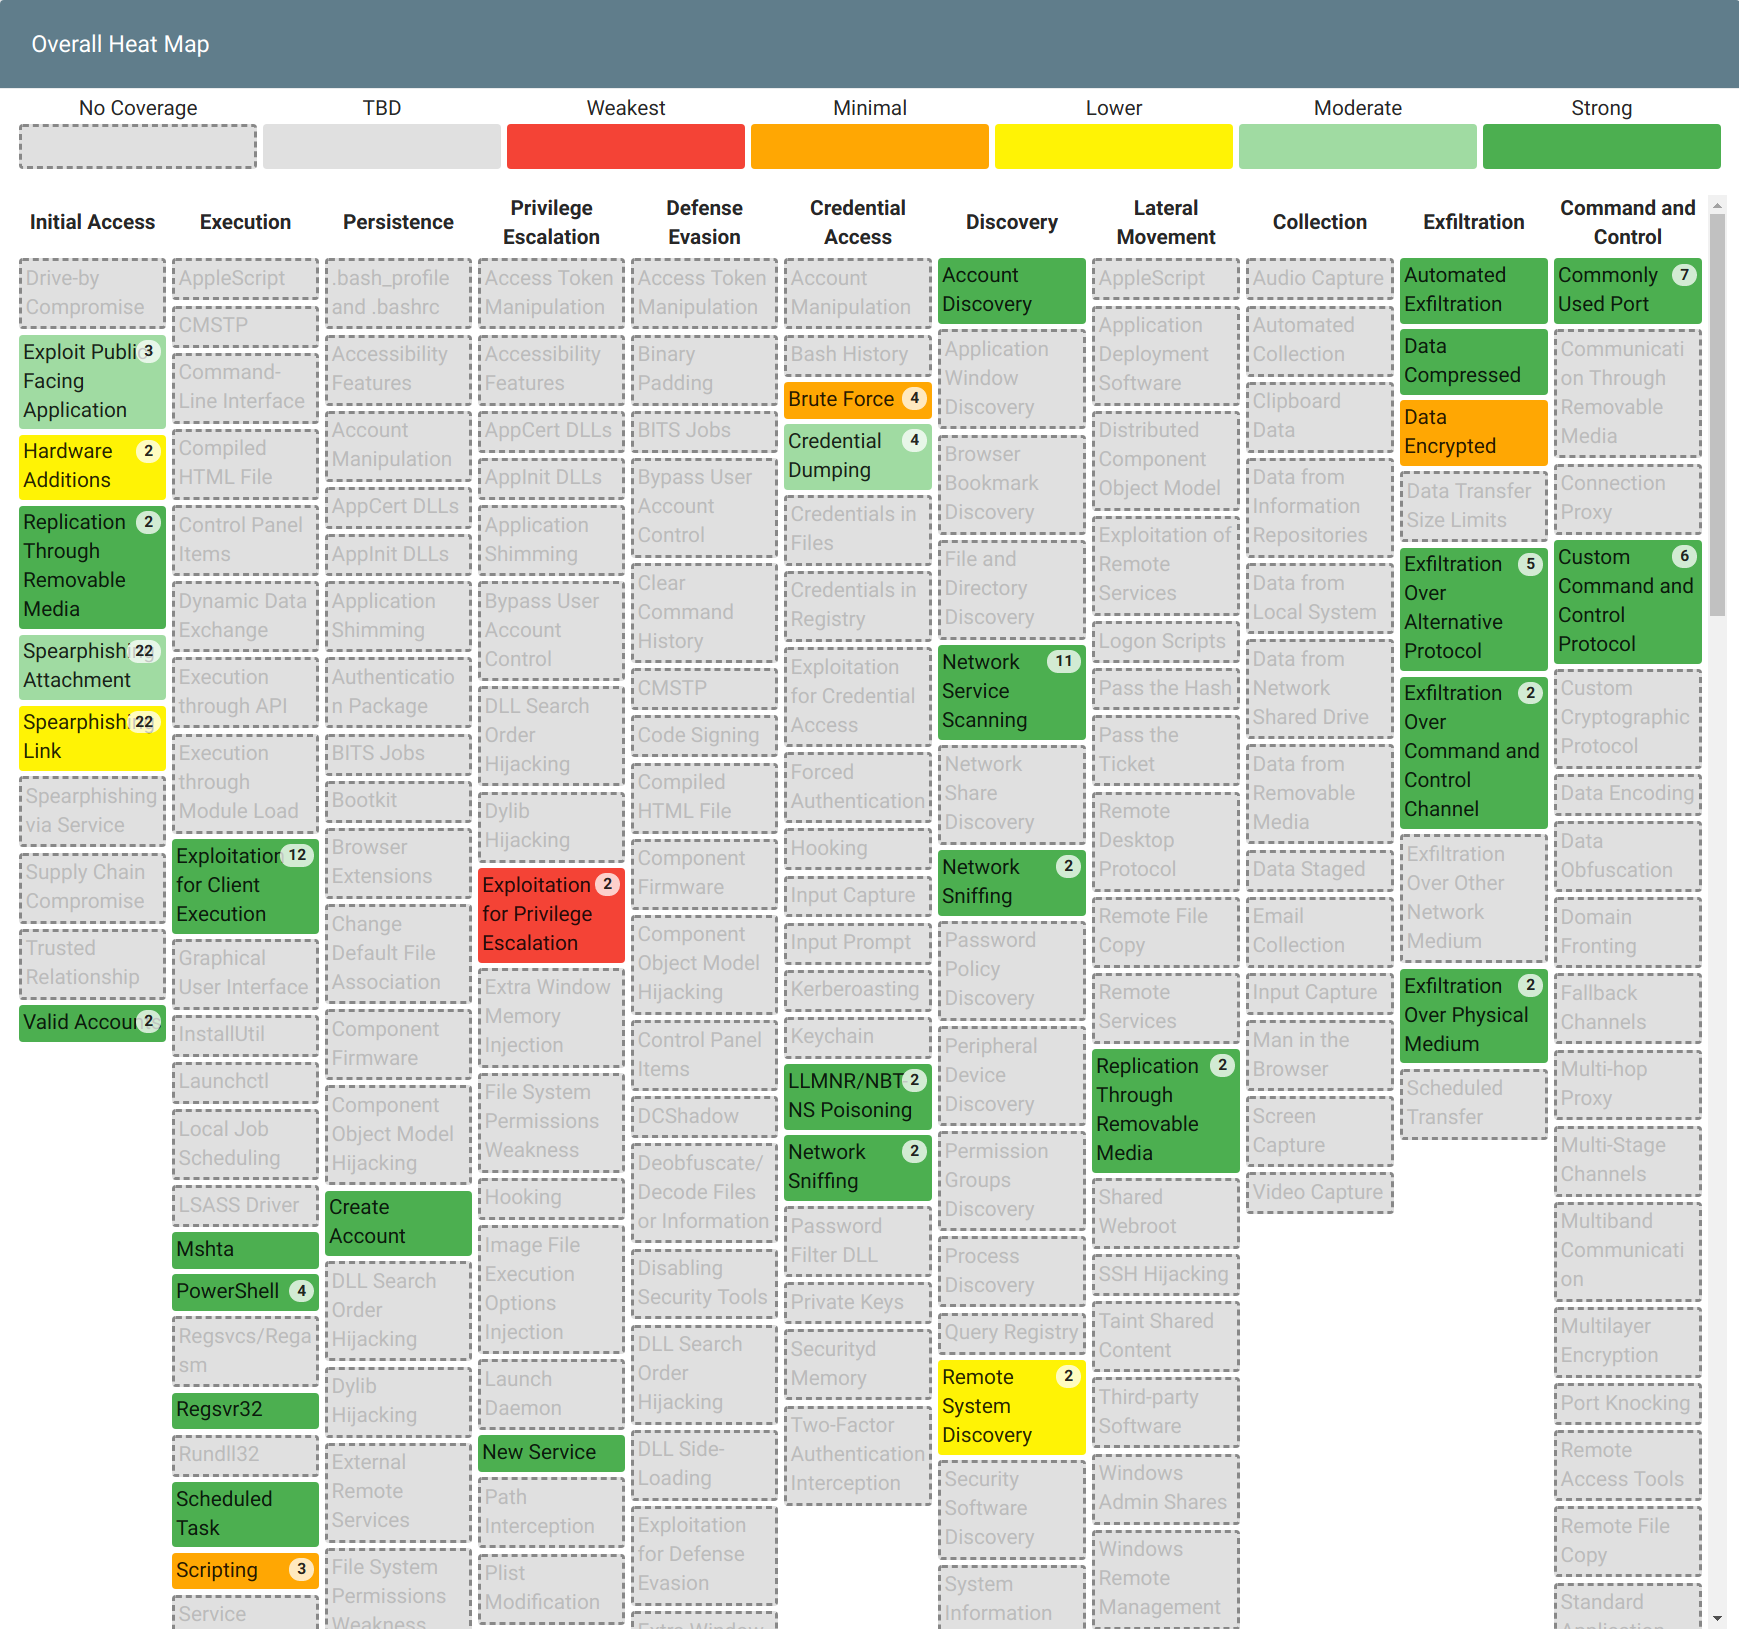 Overall Heat Map
No Coverage
TBD
Weakest
Minimal
Lower
Moderate
Strong
Initial Access
Drive-by
Compromise
Exploit Public
3
Facing
Application
Hardware
2
Additions
Replication
2
Through
Removable
Media
Spearphishing
22
Attachment
Spearphishing
22
Link
Spearphishing
via Service
Supply Chain
Compromise
Trusted
Relationship
Valid Accounts
2
Execution
AppleScript
CMSTP
Command-
Line Interface
Compiled
HTML File
Control Panel
Items
Dynamic Data
Exchange
Execution
through API
Execution
through
Module Load
Exploitation
12
for Client
Execution
Graphical
User Interface
InstallUtil
Launchctl
Local Job
Scheduling
LSASS Driver
Mshta
PowerShell
4
Regsvcs/Rega
sm
Regsvr32
Rundll32
Scheduled
Task
Scripting
3
Service
Persistence
.bash_profile
and .bashrc
Accessibility
Features
Account
Manipulation
AppCert DLLs
AppInit DLLs
Application
Shimming
Authenticatio
n Package
BITS Jobs
Bootkit
Browser
Extensions
Change
Default File
Association
Component
Firmware
Component
Object Model
Hijacking
Create
Account
DLL Search
Order
Hijacking
Dylib
Hijacking
External
Remote
Services
File System
Permissions
Weakness
Privilege
Escalation
Access Token
Manipulation
Accessibility
Features
AppCert DLLs
AppInit DLLs
Application
Shimming
Bypass User
Account
Control
DLL Search
Order
Hijacking
Dylib
Hijacking
Exploitation
2
for Privilege
Escalation
Extra Window
Memory
Injection
File System
Permissions
Weakness
Hooking
Image File
Execution
Options
Injection
Launch
Daemon
New Service
Path
Interception
Plist
Modification
Defense
Evasion
Access Token
Manipulation
Binary
Padding
BITS Jobs
Bypass User
Account
Control
Clear
Command
History
CMSTP
Code Signing
Compiled
HTML File
Component
Firmware
Component
Object Model
Hijacking
Control Panel
Items
DCShadow
Deobfuscate/
Decode Files
or Information
Disabling
Security Tools
DLL Search
Order
Hijacking
DLL Side-
Loading
Exploitation
for Defense
Evasion
Extra Window
Credential
Access
Account
Manipulation
Bash History
Brute Force
4
Credential
4
Dumping
Credentials in
Files
Credentials in
Registry
Exploitation
for Credential
Access
Forced
Authentication
Hooking
Input Capture
Input Prompt
Kerberoasting
Keychain
LLMNR/NBT-
2
NS Poisoning
Network
2
Sniffing
Password
Filter DLL
Private Keys
Securityd
Memory
Two-Factor
Authentication
Interception
Discovery
Account
Discovery
Application
Window
Discovery
Browser
Bookmark
Discovery
File and
Directory
Discovery
Network
11
Service
Scanning
Network
Share
Discovery
Network
2
Sniffing
Password
Policy
Discovery
Peripheral
Device
Discovery
Permission
Groups
Discovery
Process
Discovery
Query Registry
Remote
2
System
Discovery
Security
Software
Discovery
System
Information
Lateral
Movement
AppleScript
Application
Deployment
Software
Distributed
Component
Object Model
Exploitation of
Remote
Services
Logon Scripts
Pass the Hash
Pass the
Ticket
Remote
Desktop
Protocol
Remote File
Copy
Remote
Services
Replication
2
Through
Removable
Media
Shared
Webroot
SSH Hijacking
Taint Shared
Content
Third-party
Software
Windows
Admin Shares
Windows
Remote
Management
Collection
Audio Capture
Automated
Collection
Clipboard
Data
Data from
Information
Repositories
Data from
Local System
Data from
Network
Shared Drive
Data from
Removable
Media
Data Staged
Email
Collection
Input Capture
Man in the
Browser
Screen
Capture
Video Capture
Exfiltration
Automated
Exfiltration
Data
Compressed
Data
Encrypted
Data Transfer
Size Limits
Exfiltration
5
Over
Alternative
Protocol
Exfiltration
2
Over
Command and
Control
Channel
Exfiltration
Over Other
Network
Medium
Exfiltration
2
Over Physical
Medium
Scheduled
Transfer
Command and
Control
Commonly
7
Used Port
Communicati
on Through
Removable
Media
Connection
Proxy
Custom
6
Command and
Control
Protocol
Custom
Cryptographic
Protocol
Data Encoding
Data
Obfuscation
Domain
Fronting
Fallback
Channels
Multi-hop
Proxy
Multi-Stage
Channels
Multiband
Communicati
on
Multilayer
Encryption
Port Knocking
Remote
Access Tools
Remote File
Copy
Standard
Application